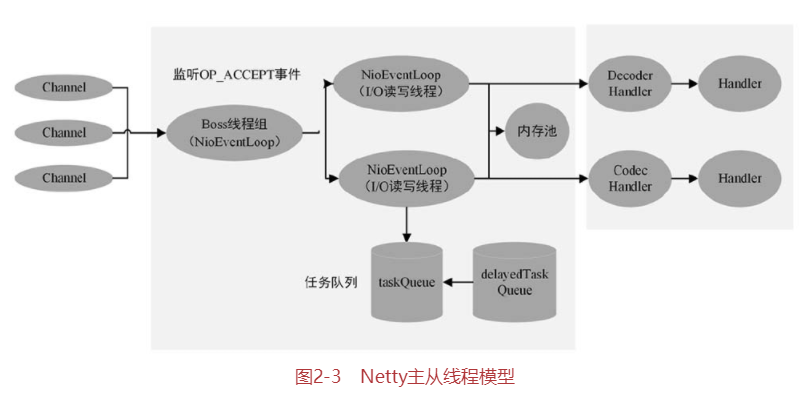 监听OP_ACCEPT事件
Channel
Channel
Channel
Boss线程组
（NioEventLoop）
NioEventLoop
（I/O读写线程）
NioEventLoop
（I/O读写线程）
内存池
Decoder
Handler
Handler
Codec
Handler
Handler
任务队列
taskQueue
delayedTask
Queue
图2-3 Netty主从线程模型